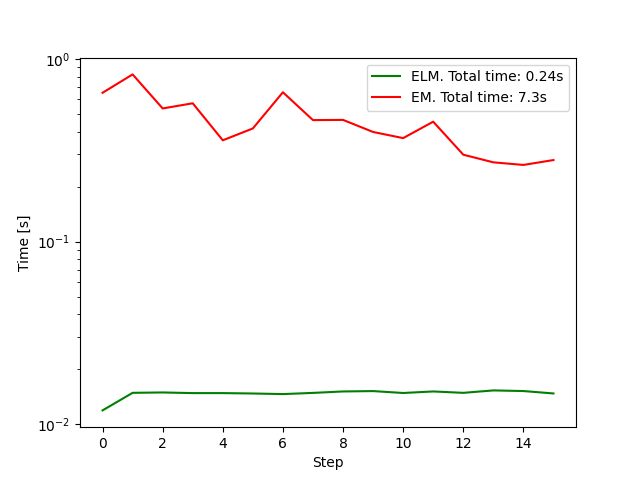 ELM. Total time: 0.24s
EM. Total time: 7.3s
10⁰
10⁻¹
10⁻²
Time [s]
0 2 4 6 8 10 12 14
Step